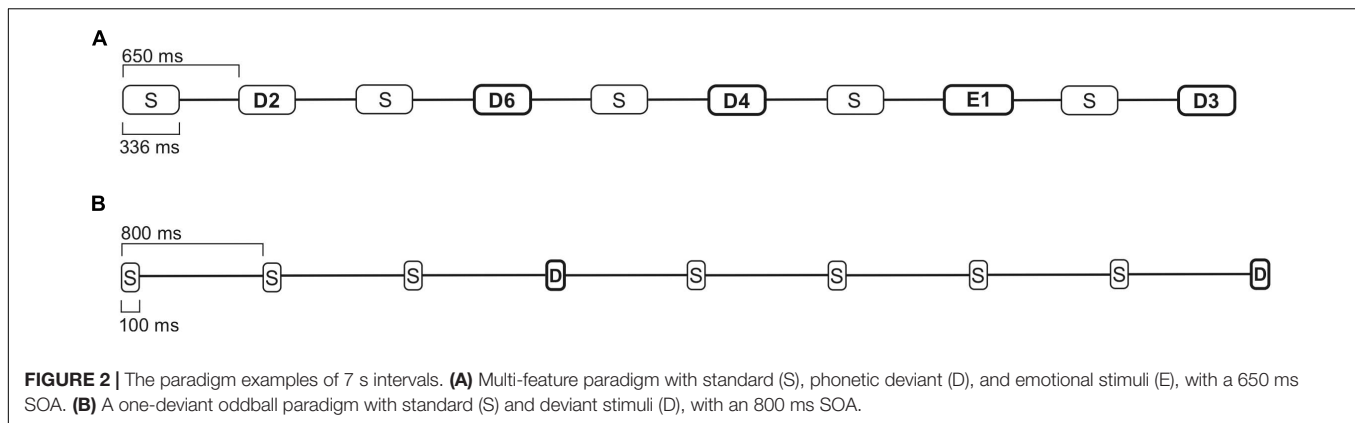 A
650 ms
S D2 S D6 S D4 S E1 S D3
336 ms
B
800 ms
S S S D S S S S D
100 ms
FIGURE 2 | The paradigm examples of 7 s intervals. (A) Multi-feature paradigm with standard (S), phonetic deviant (D), and emotional stimuli (E), with a 650 ms
SOA. (B) A one-deviant oddball paradigm with standard (S) and deviant stimuli (D), with an 800 ms SOA.